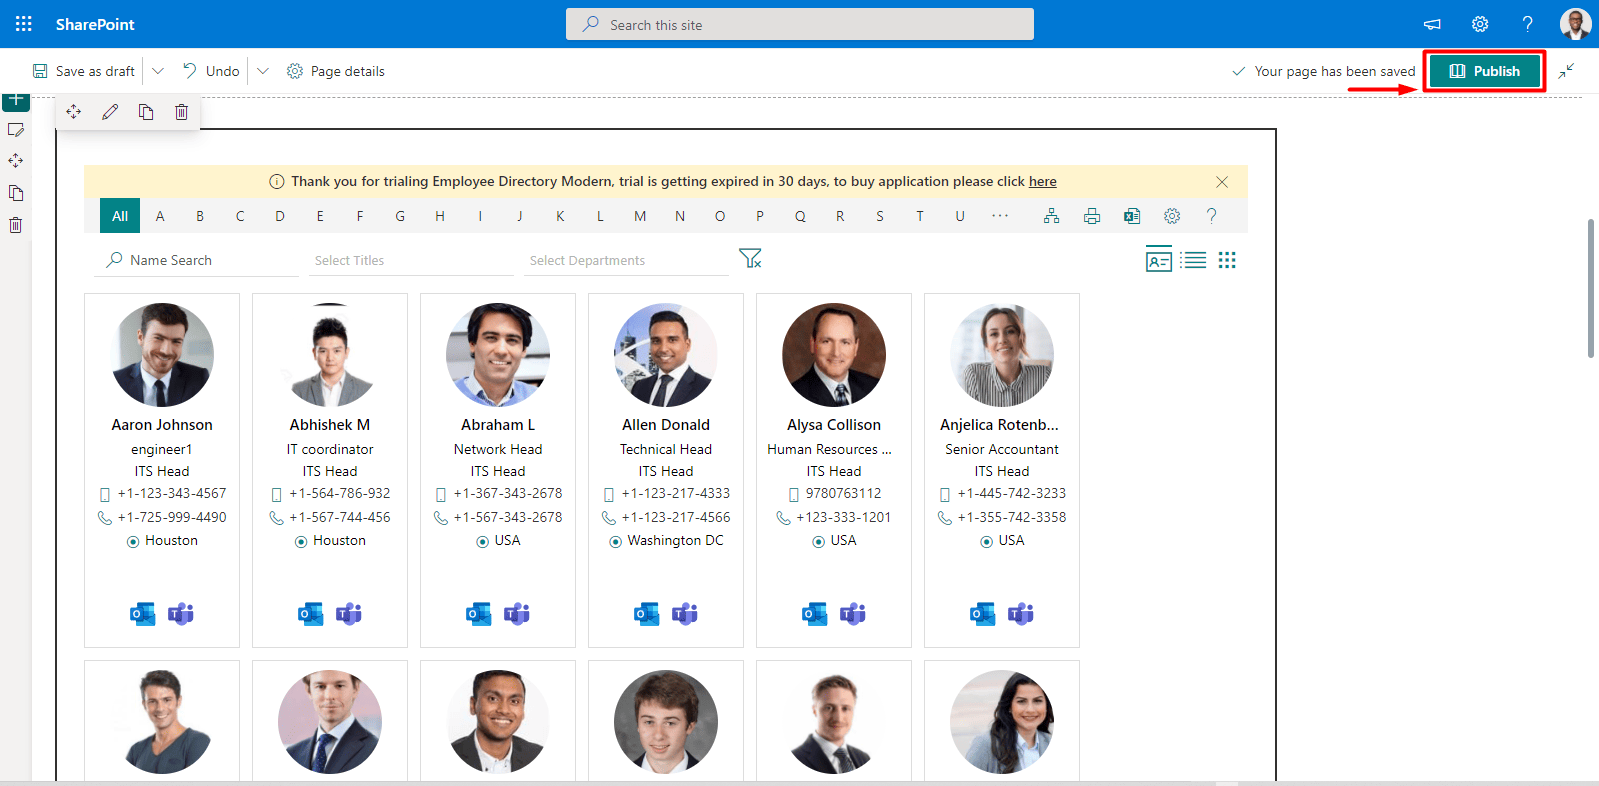 SharePoint
Search this site
?
Save as draft
Undo
Page details
Your page has been saved
Publish
Thank you for trialing Employee Directory Modern, trial is getting expired in 30 days, to buy application please click here
All A B C D E F G H I J K L M N O P Q R S T U ··· ?
Name Search
Select Titles
Select Departments
Aaron Johnson
engineer1
ITS Head
+1-123-343-4567
+1-725-999-4490
Houston
Abhishek M
IT coordinator
ITS Head
+1-564-786-932
+1-567-744-456
Houston
Abraham L
Network Head
ITS Head
+1-367-343-2678
+1-567-343-2678
USA
Allen Donald
Technical Head
ITS Head
+1-123-217-4333
+1-123-217-4566
Washington DC
Alysa Collison
Human Resources ...
ITS Head
9780763112
+123-333-1201
USA
Anjelica Rotenb...
Senior Accountant
ITS Head
+1-445-742-3233
+1-355-742-3358
USA